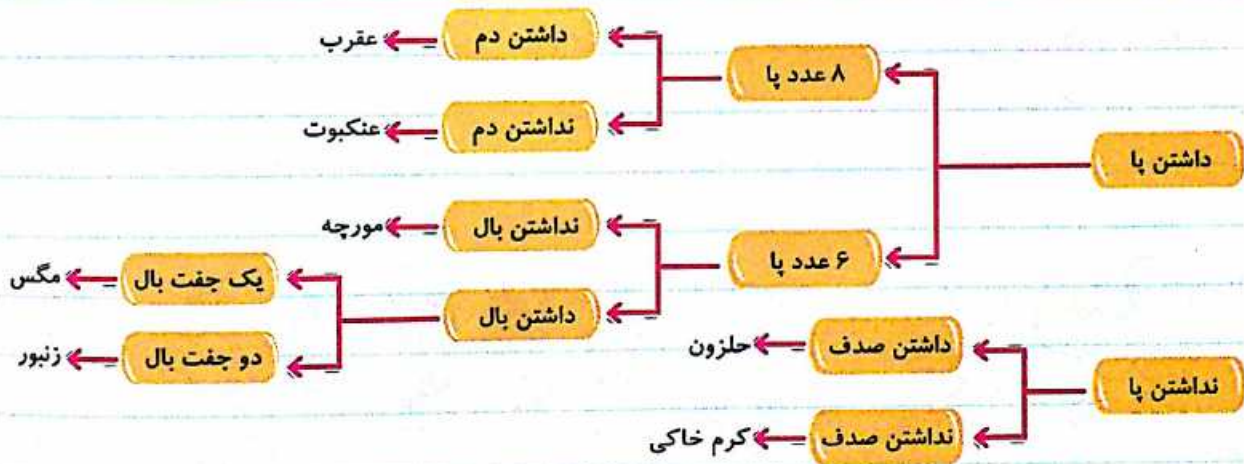 داشتن پا
۸ عدد پا
داشتن دم
عقرب
نداشتن دم
عنکبوت
۶ عدد پا
نداشتن بال
مورچه
داشتن بال
یک جفت بال
مگس
دو جفت بال
زنبور
نداشتن پا
داشتن صدف
حلزون
نداشتن صدف
کرم خاکی